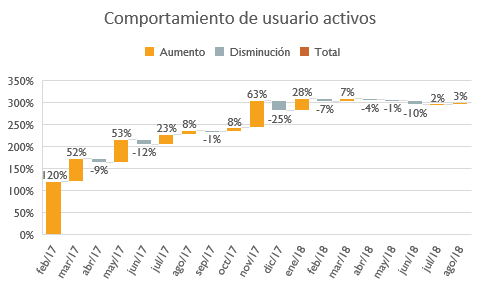 Comportamiento de usuario activos
Aumento Disminución Total
350%
300%
250%
200%
150%
100%
50%
0%
120% 52% -9% 53% -12% 23% 8% -1% 8% 63% -25% 28% -7% 7% -4% -1% -10% 2% 3%
feb/17 mar/17 abr/17 may/17 jun/17 jul/17 ago/17 sep/17 oct/17 nov/17 dic/17 ene/18 feb/18 mar/18 abr/18 may/18 jun/18 jul/18 ago/18